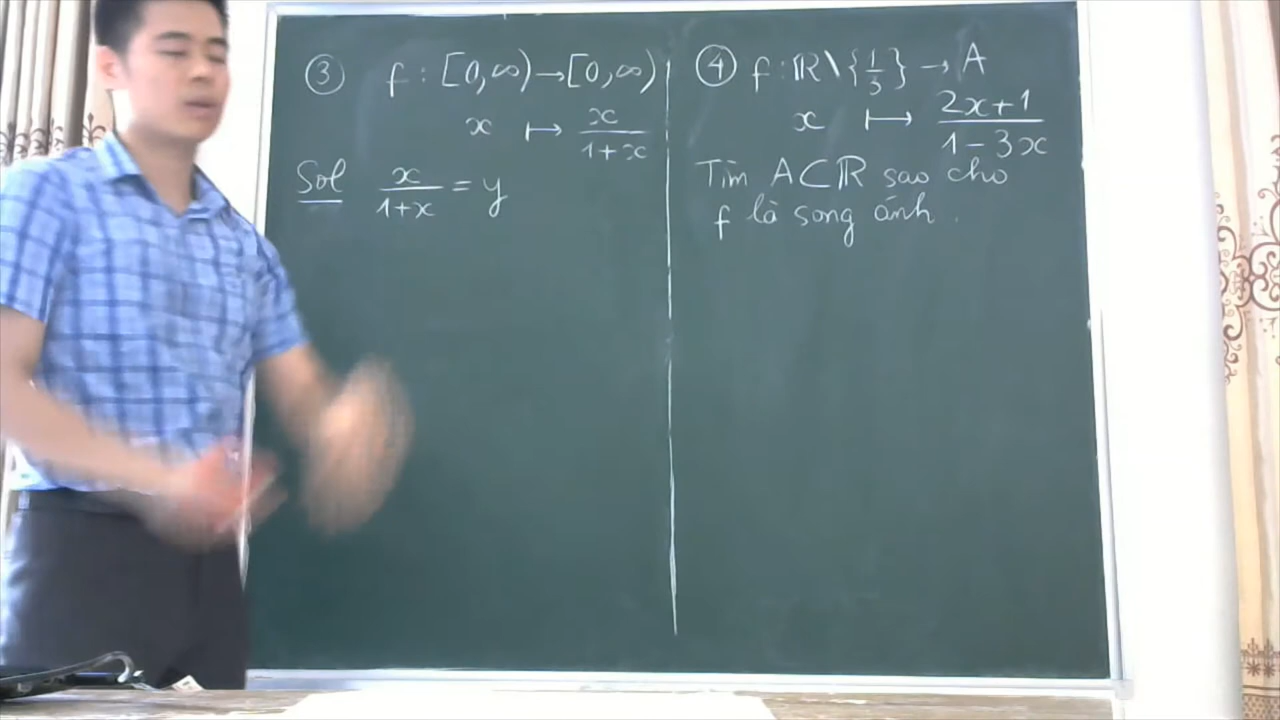 ③ f : [0,∞) → [0,∞)
x ↦ x/(1+x)
Sol x/(1+x) = y
④ f : ℝ \ {1/3} → A
x ↦ (2x+1)/(1-3x)
Tìm A⊂ℝ sao cho
f là song ánh.